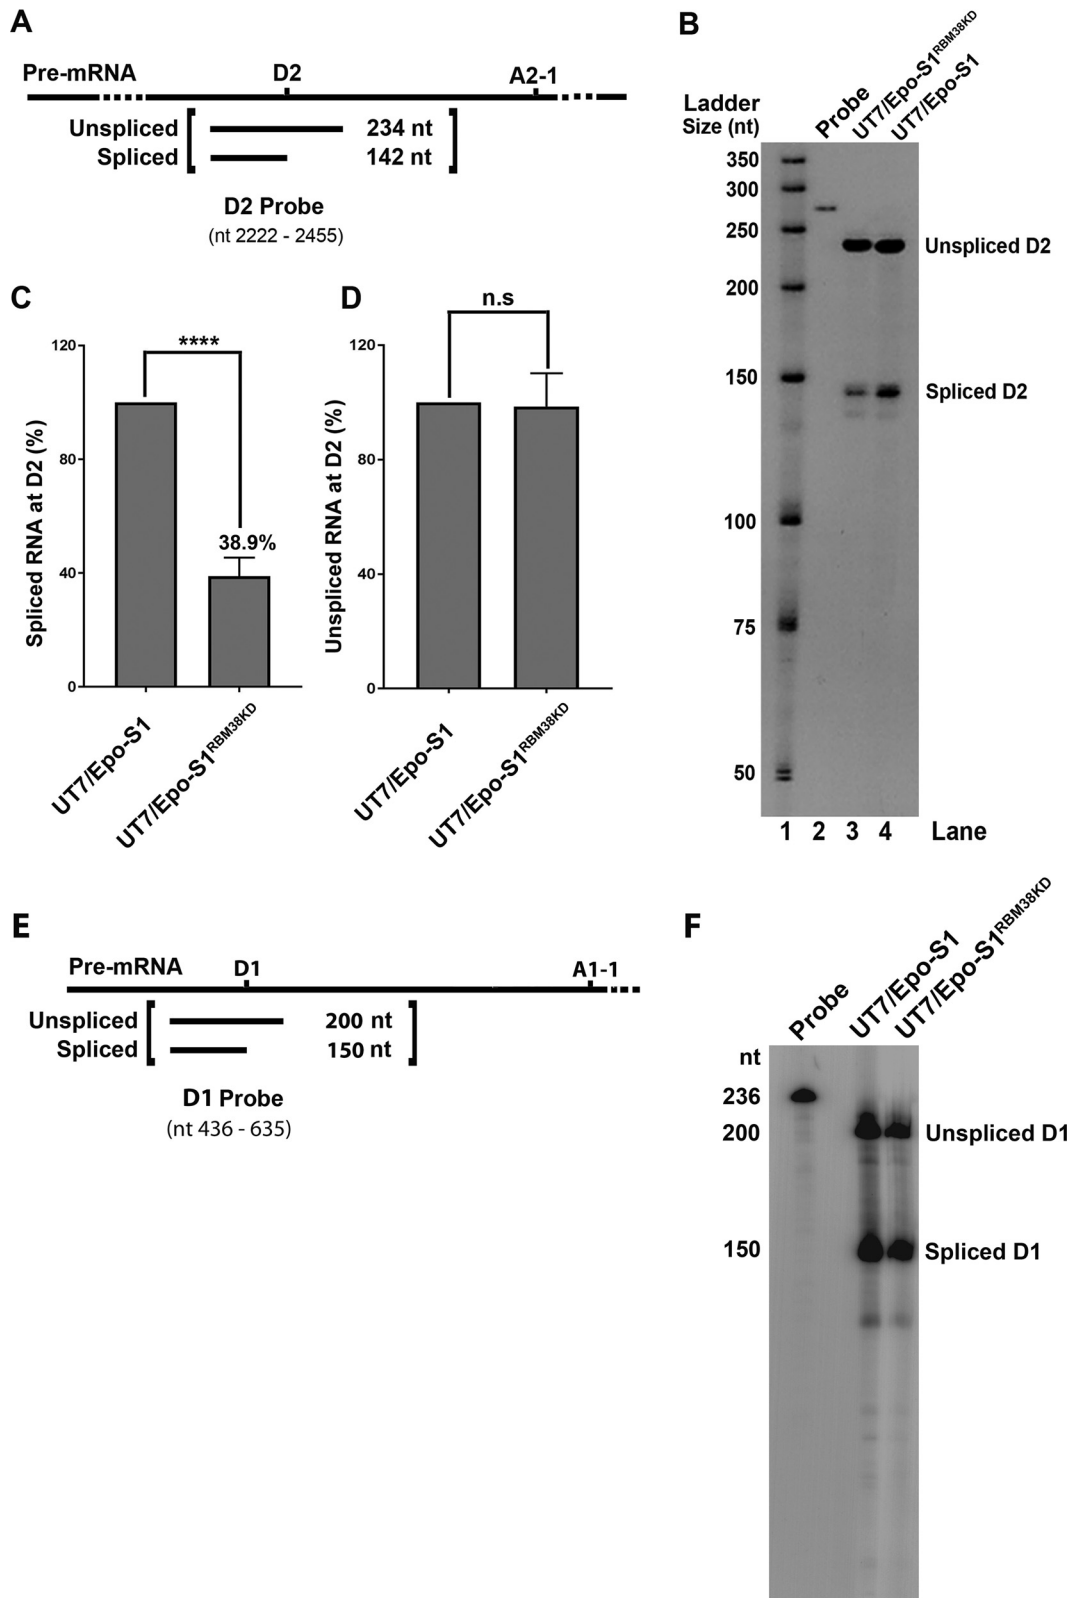 A
Pre-mRNA D2 A2-1
Unspliced 234 nt
Spliced 142 nt
D2 Probe
(nt 2222 - 2455)
B
Ladder
Size (nt)
Probe
UT7/Epo-S1RBM38KD
UT7/Epo-S1
350
300
250
200
150
100
75
50
Unspliced D2
Spliced D2
1 2 3 4 Lane
C
Spliced RNA at D2 (%)
120
80
40
0
****
38.9%
UT7/Epo-S1
UT7/Epo-S1RBM38KD
D
Unspliced RNA at D2 (%)
120
80
40
0
n.s
UT7/Epo-S1
UT7/Epo-S1RBM38KD
E
Pre-mRNA D1 A1-1
Unspliced 200 nt
Spliced 150 nt
D1 Probe
(nt 436 - 635)
F
Probe
UT7/Epo-S1
UT7/Epo-S1RBM38KD
nt
236
200
150
Unspliced D1
Spliced D1